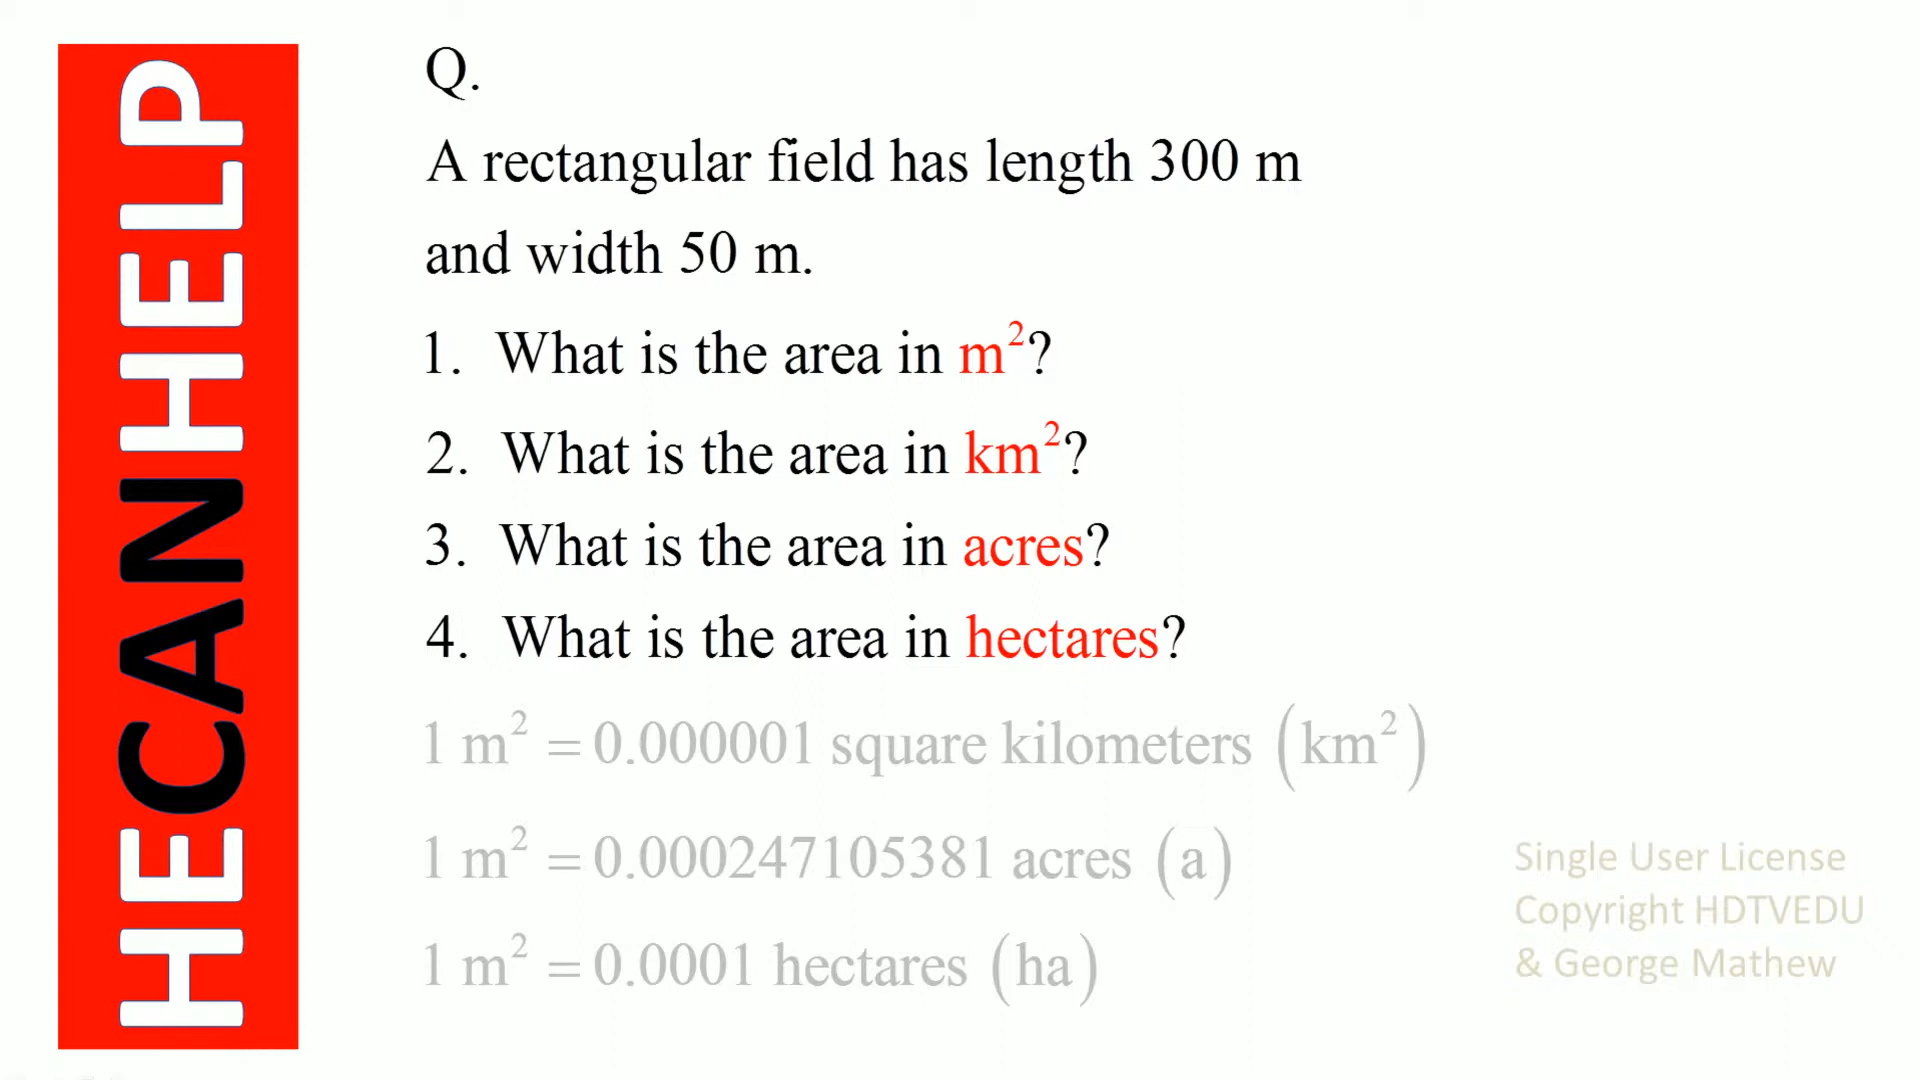 HECANHELP
Q.
A rectangular field has length 300 m
and width 50 m.
1. What is the area in m²?
2. What is the area in km²?
3. What is the area in acres?
4. What is the area in hectares?
1 m² = 0.000001 square kilometers (km²)
1 m² = 0.000247105381 acres (a)
1 m² = 0.0001 hectares (ha)
Single User License
Copyright HDTVEDU
& George Mathew